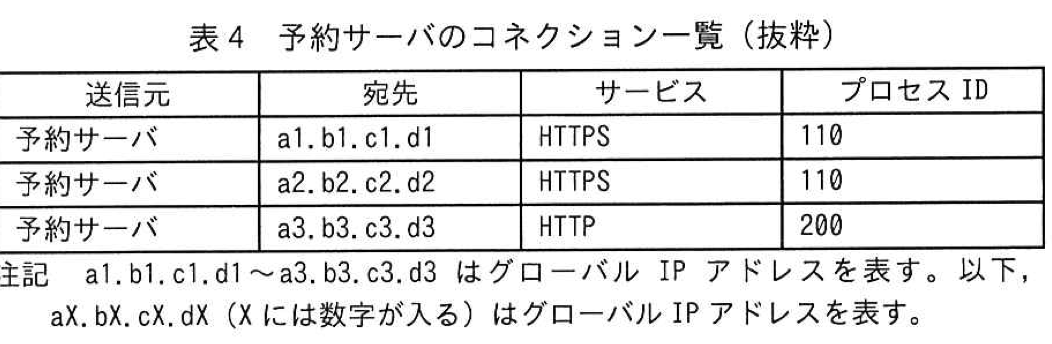 表4 予約サーバのコネクション一覧（抜粋）
送信元 宛先 サービス プロセス ID
予約サーバ a1.b1.c1.d1 HTTPS 110
予約サーバ a2.b2.c2.d2 HTTPS 110
予約サーバ a3.b3.c3.d3 HTTP 200
注記 a1.b1.c1.d1～a3.b3.c3.d3 はグローバル IP アドレスを表す。以下，
aX.bX.cX.dX（X には数字が入る）はグローバル IP アドレスを表す。